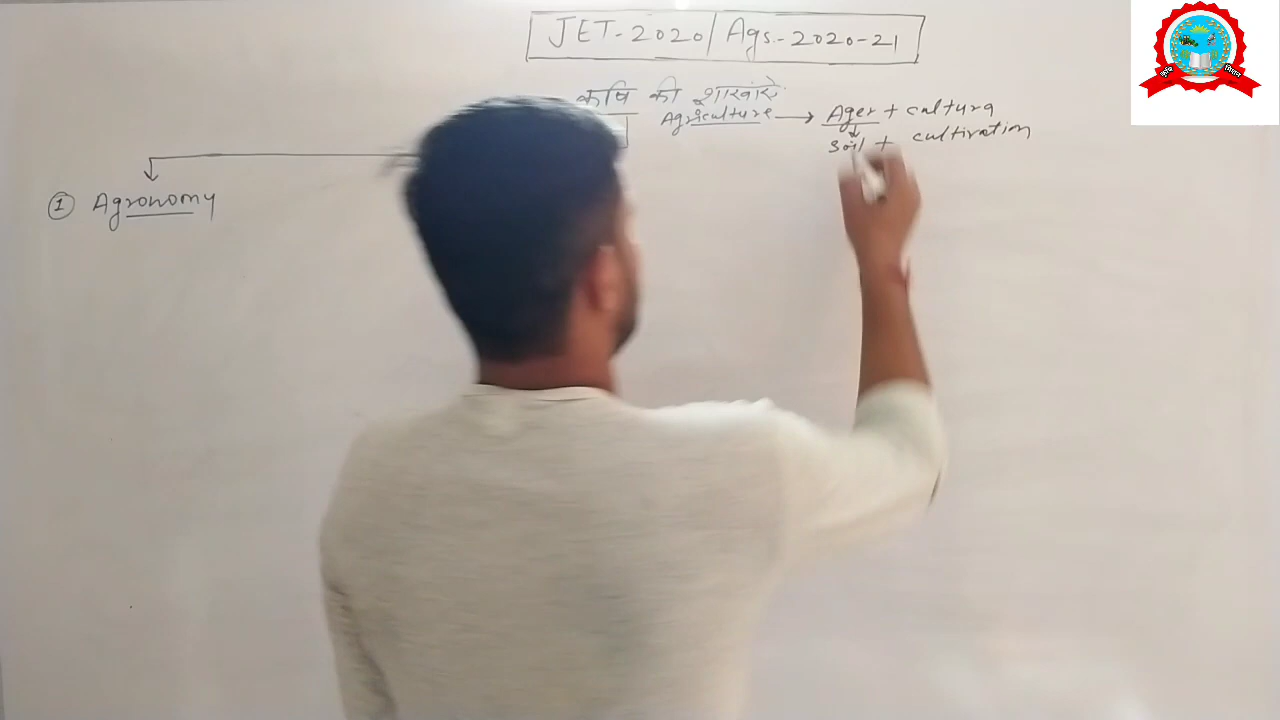 JET-2020/Ags.-2020-21
कृषि की शाखाऐं
Agriculture → Ager + cultura
soil + cultivation
① Agronomy
कृषि विज्ञान